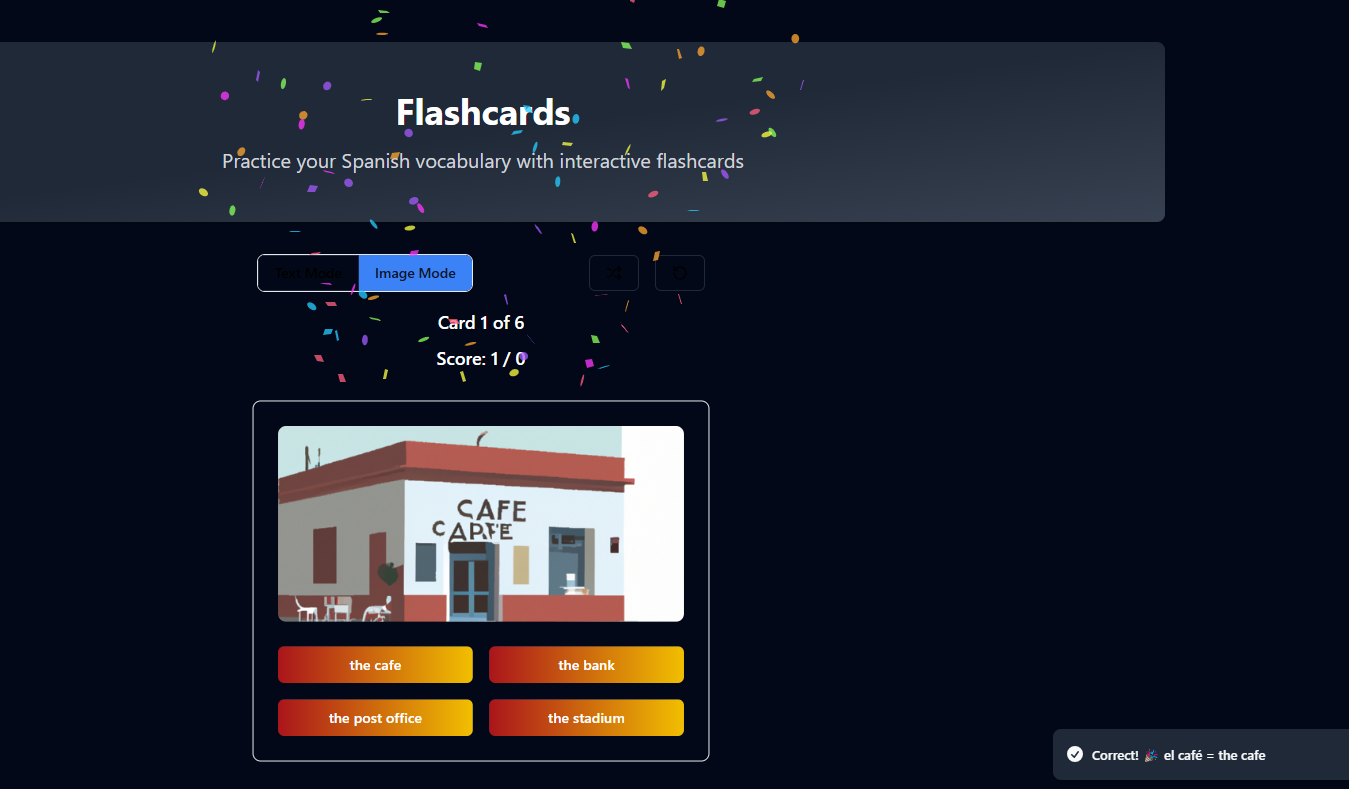 Flashcards
Practice your Spanish vocabulary with interactive flashcards
Text Mode Image Mode
Card 1 of 6
Score: 1 / 0
CAFE
the cafe the bank
the post office the stadium
Correct! 🎉 el café = the cafe